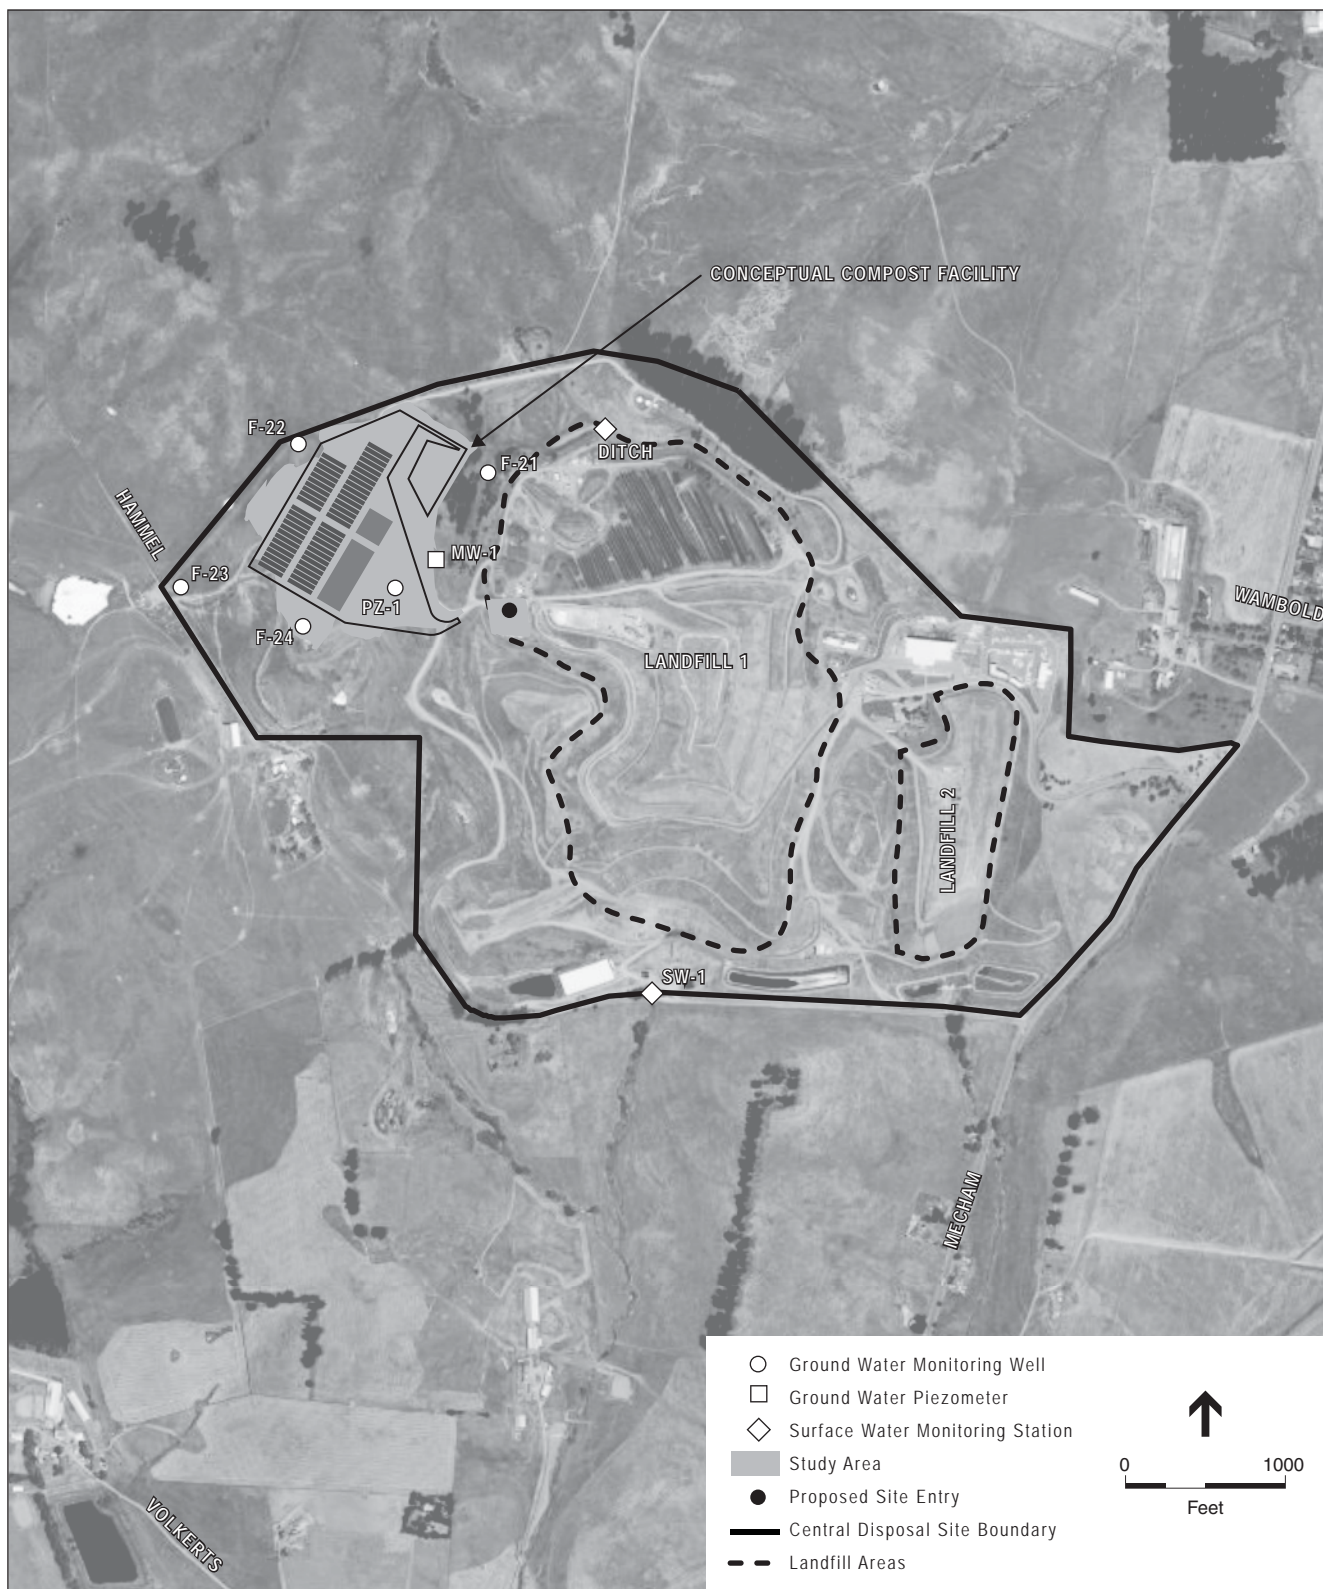 CONCEPTUAL COMPOST FACILITY
F-22
DITCH
F-21
HAMMEL
MW-1
F-23
PZ-1
WAMBOLD
F-24
LANDFILL 1
LANDFILL 2
SW-1
MECHAM
VOLKERTS
Ground Water Monitoring Well
Ground Water Piezometer
Surface Water Monitoring Station
Study Area
Proposed Site Entry
Central Disposal Site Boundary
Landfill Areas
0 1000
Feet